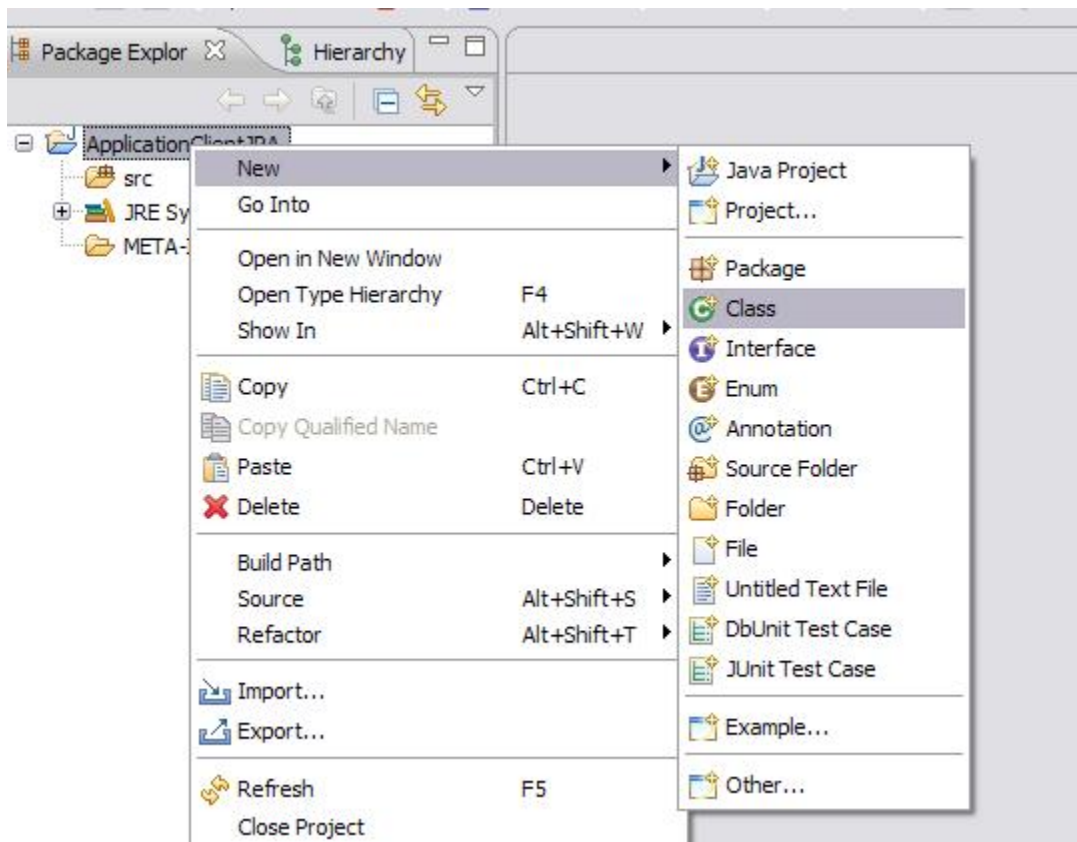 Package Explor
Hierarchy
src
JRE Sy
META-
New
Go Into
Open in New Window
Open Type Hierarchy F4
Show In Alt+Shift+W
Copy Ctrl+C
Copy Qualified Name
Paste Ctrl+V
Delete Delete
Build Path
Source Alt+Shift+S
Refactor Alt+Shift+T
Import...
Export...
Refresh F5
Close Project
Java Project
Project...
Package
Class
Interface
Enum
Annotation
Source Folder
Folder
File
Untitled Text File
DbUnit Test Case
JUnit Test Case
Example...
Other...